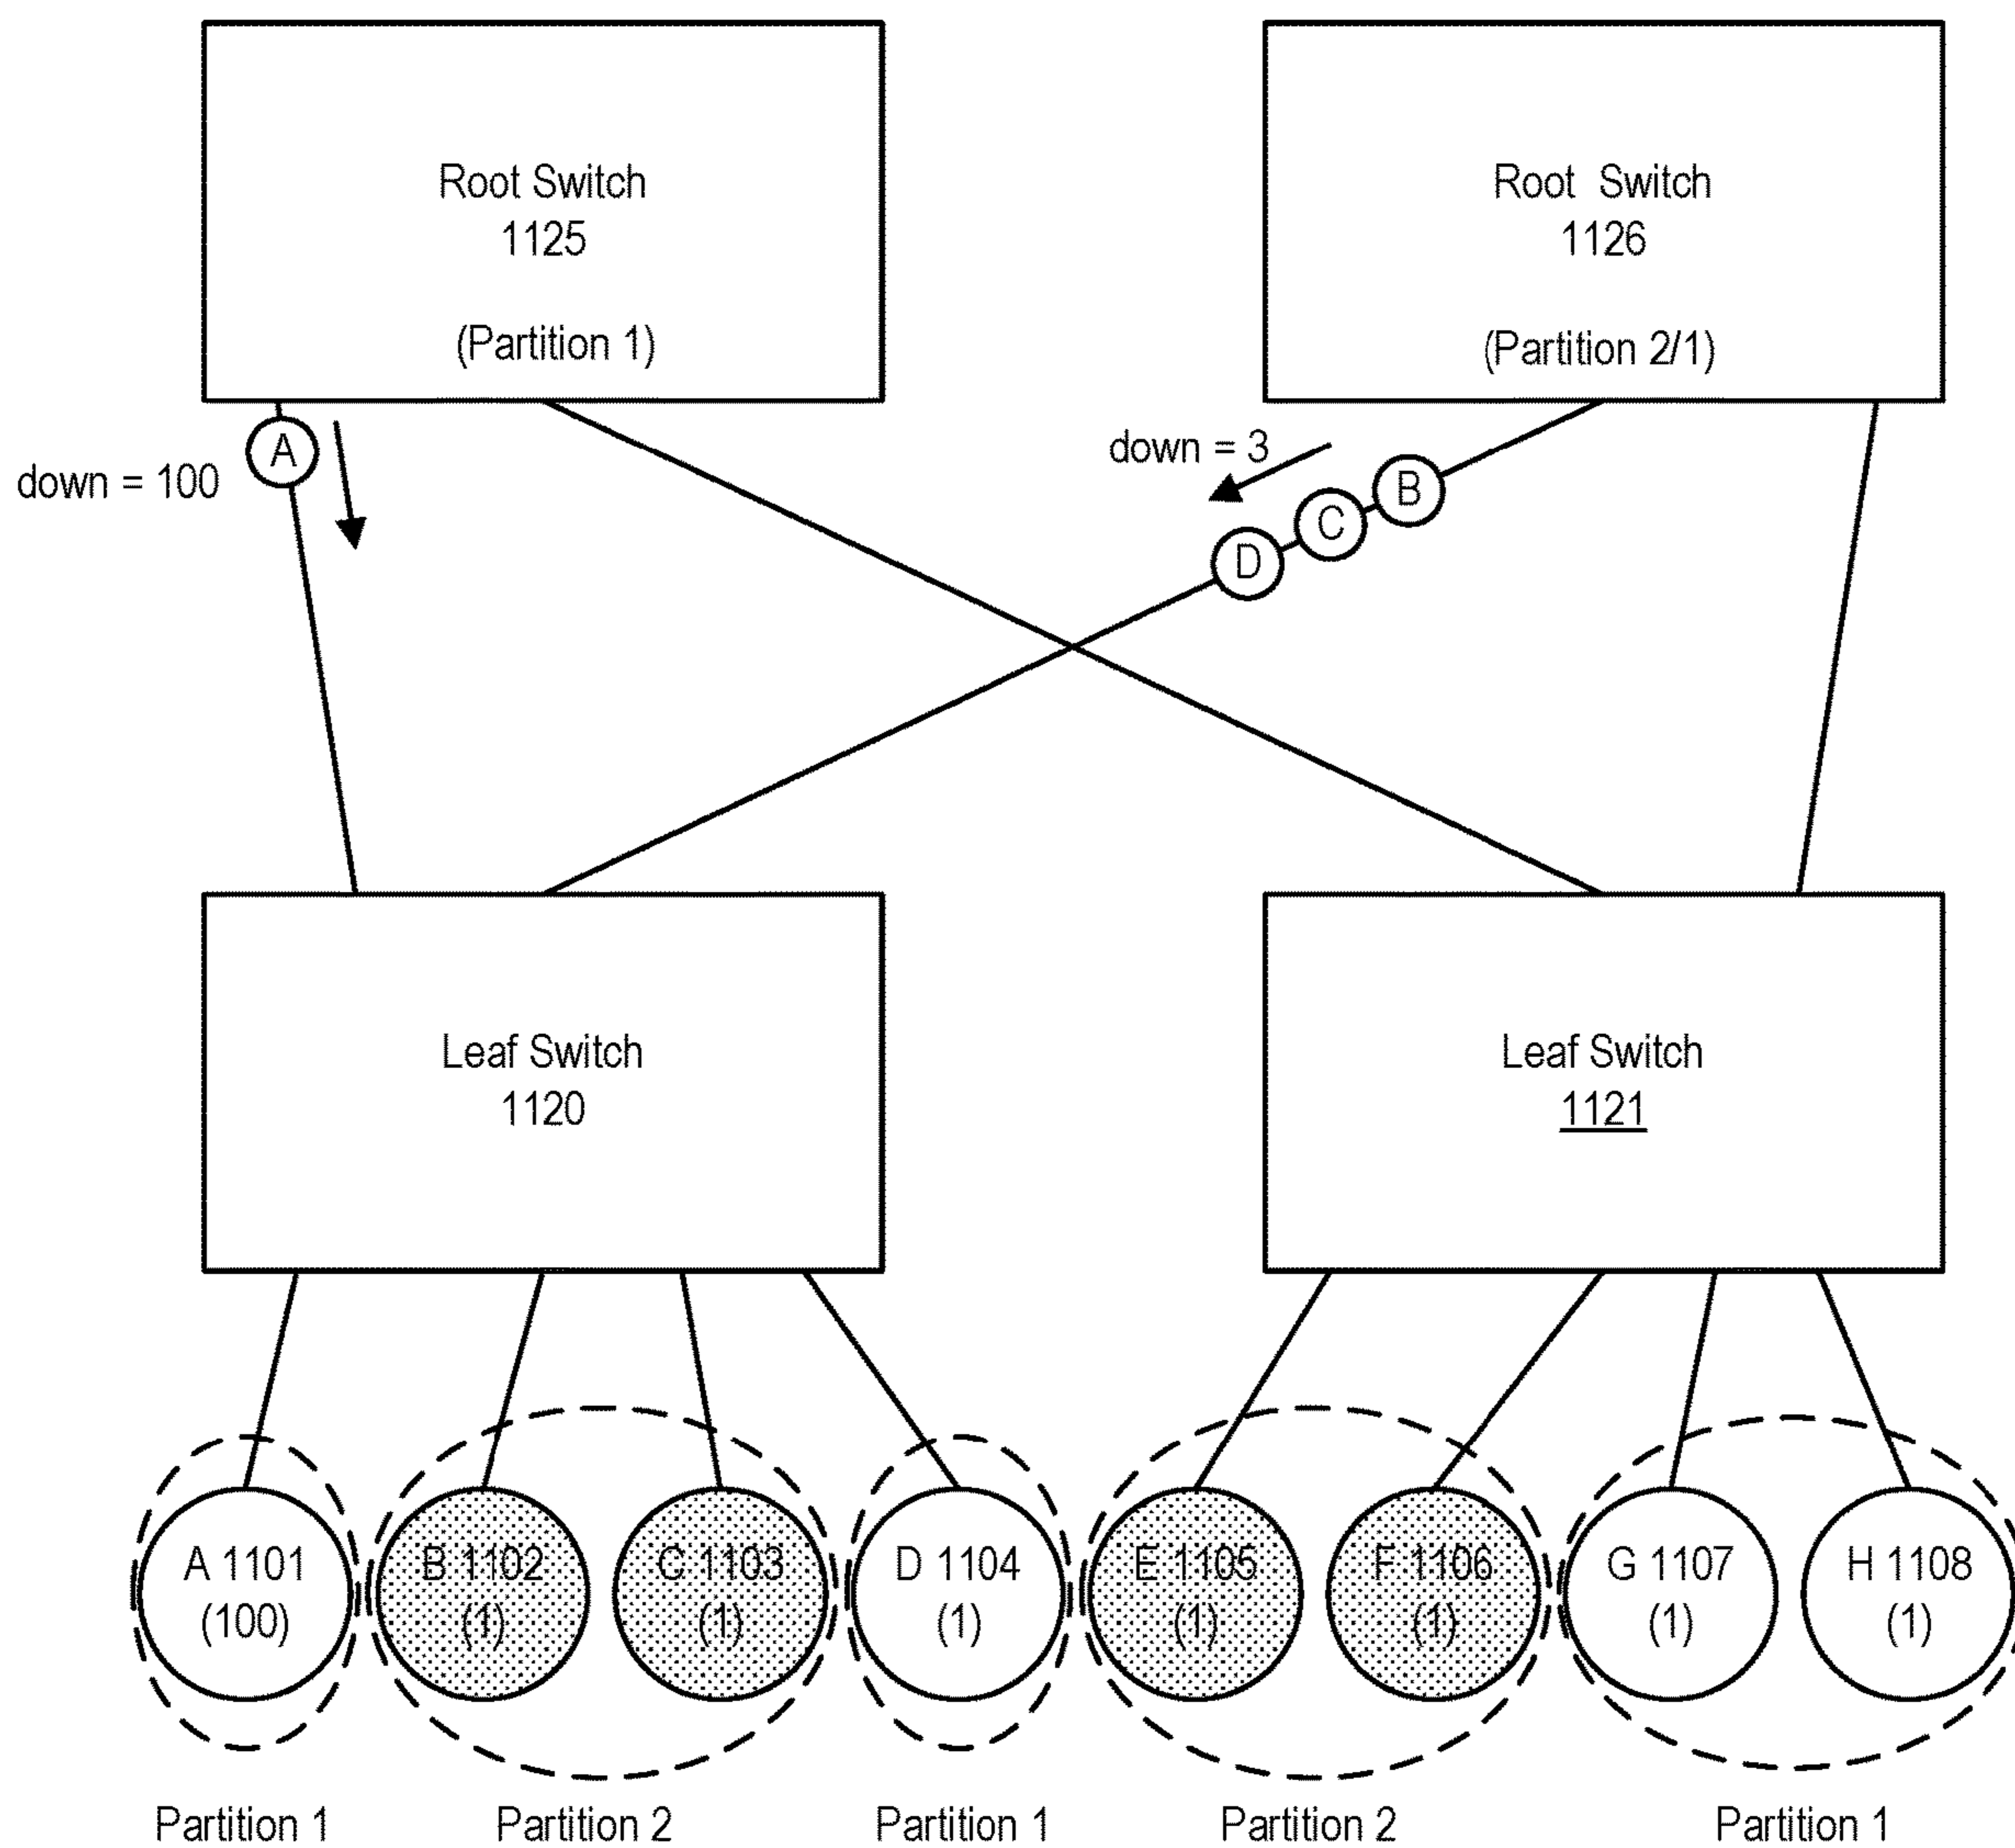 Root Switch
1125
(Partition 1)
Root Switch
1126
(Partition 2/1)
A
down = 100
down = 3
B
C
D
Leaf Switch
1120
Leaf Switch
1121
A 1101
(100)
B 1102
(1)
C 1103
(1)
D 1104
(1)
E 1105
(1)
F 1106
(1)
G 1107
(1)
H 1108
(1)
Partition 1
Partition 2
Partition 1
Partition 2
Partition 1